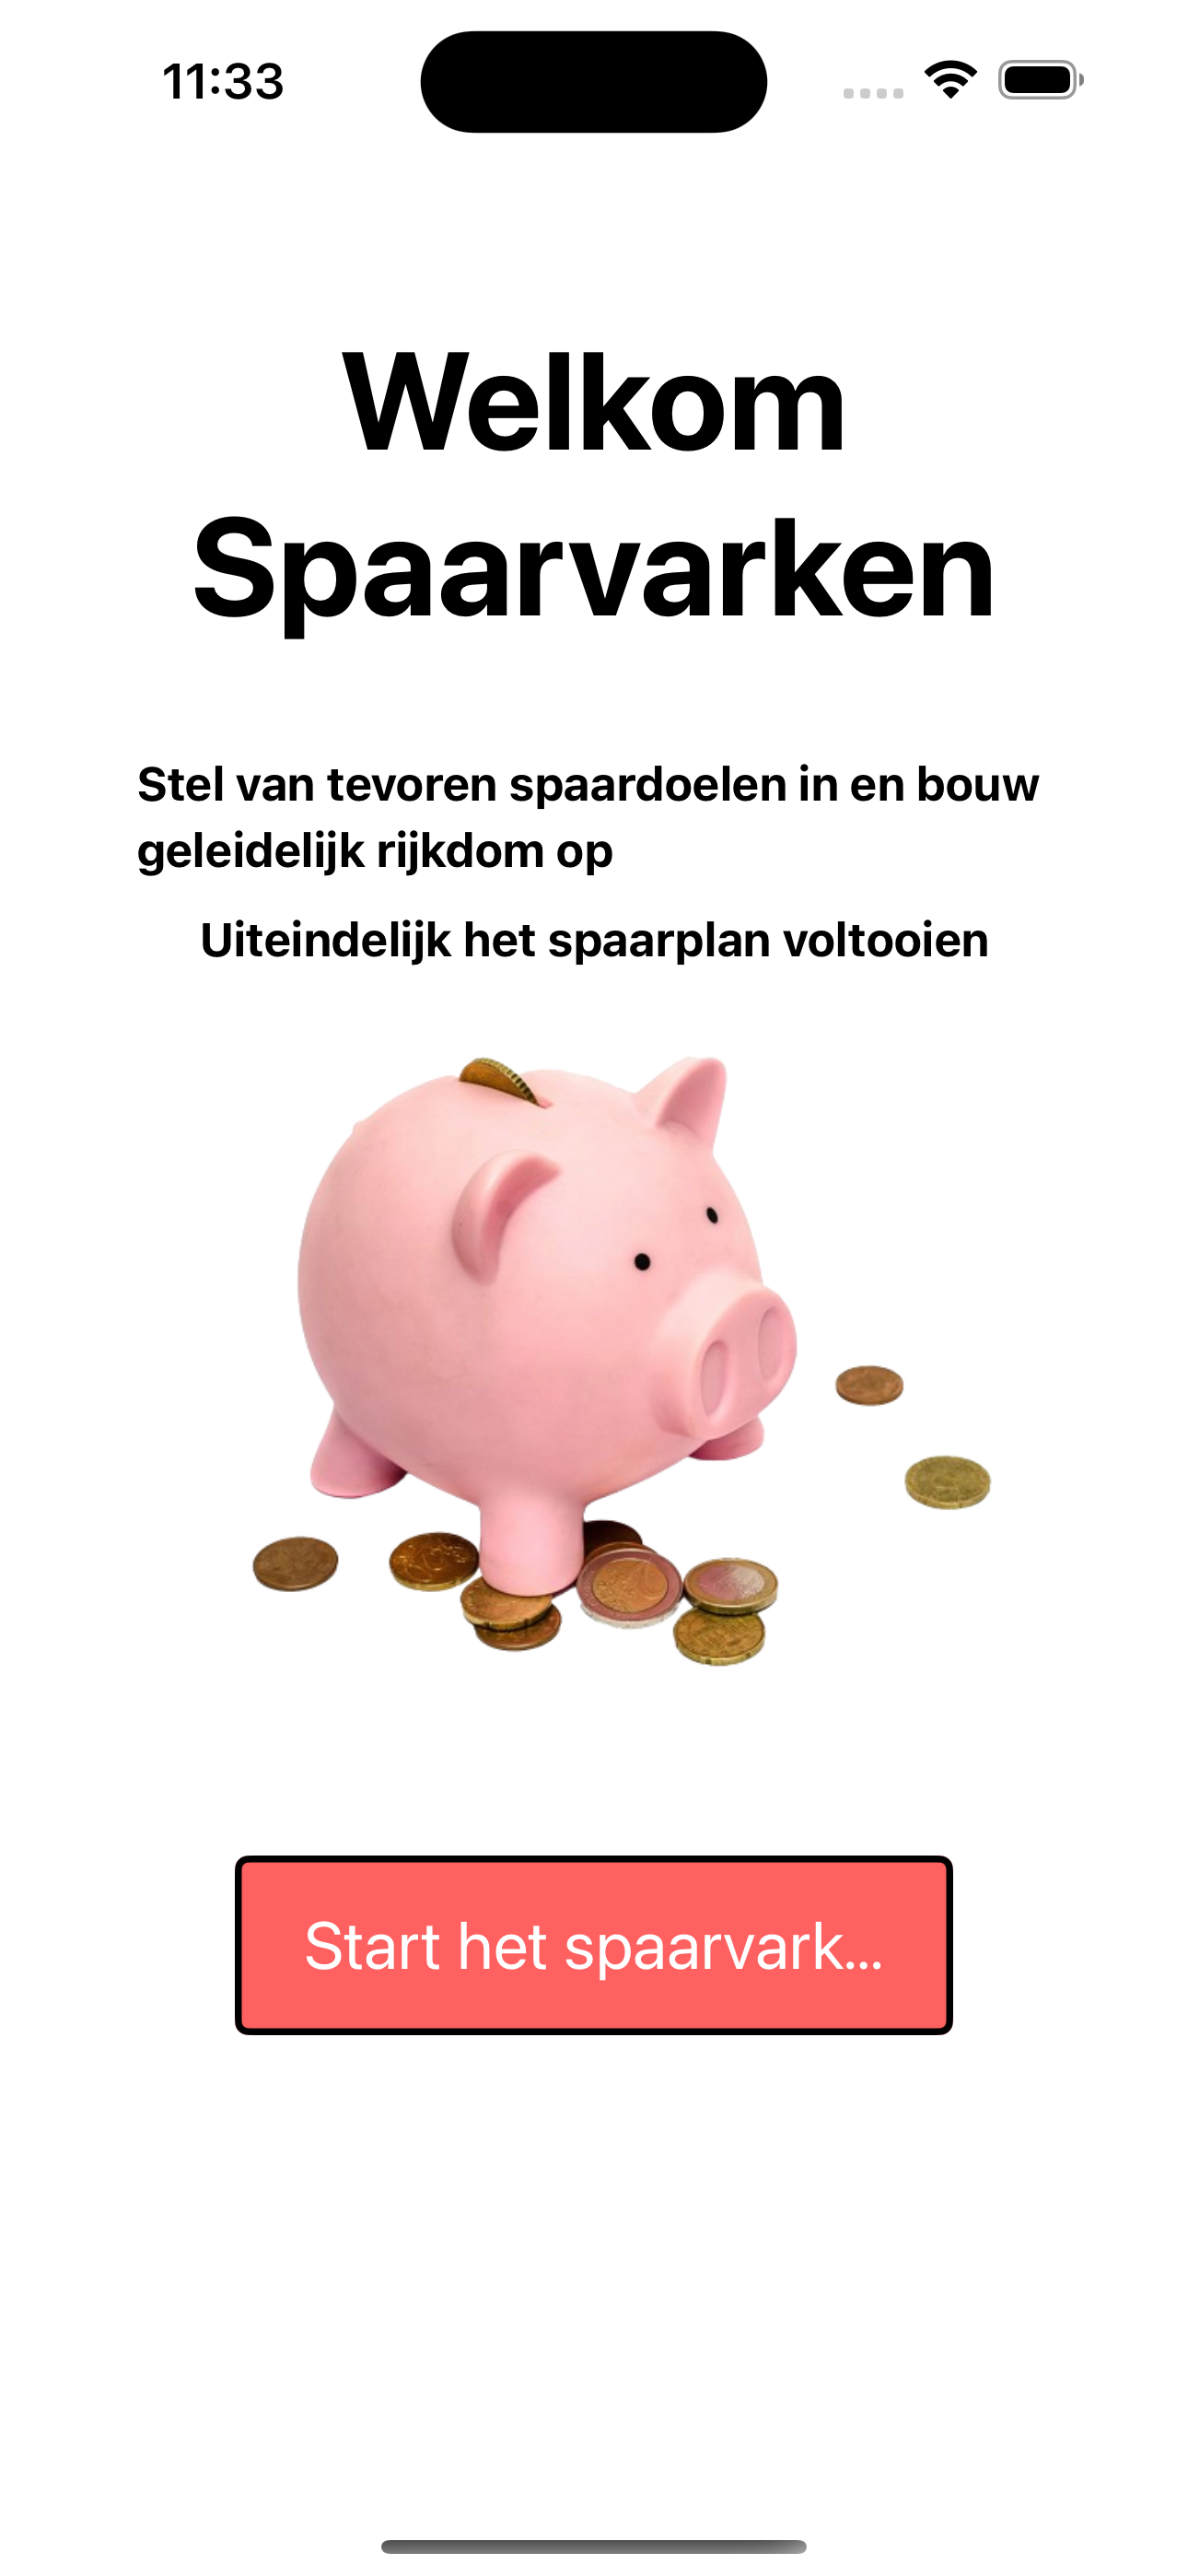 11:33
Welkom
Spaarvarken
Stel van tevoren spaardoelen in en bouw
geleidelijk rijkdom op
Uiteindelijk het spaarplan voltooien
Start het spaarvark...